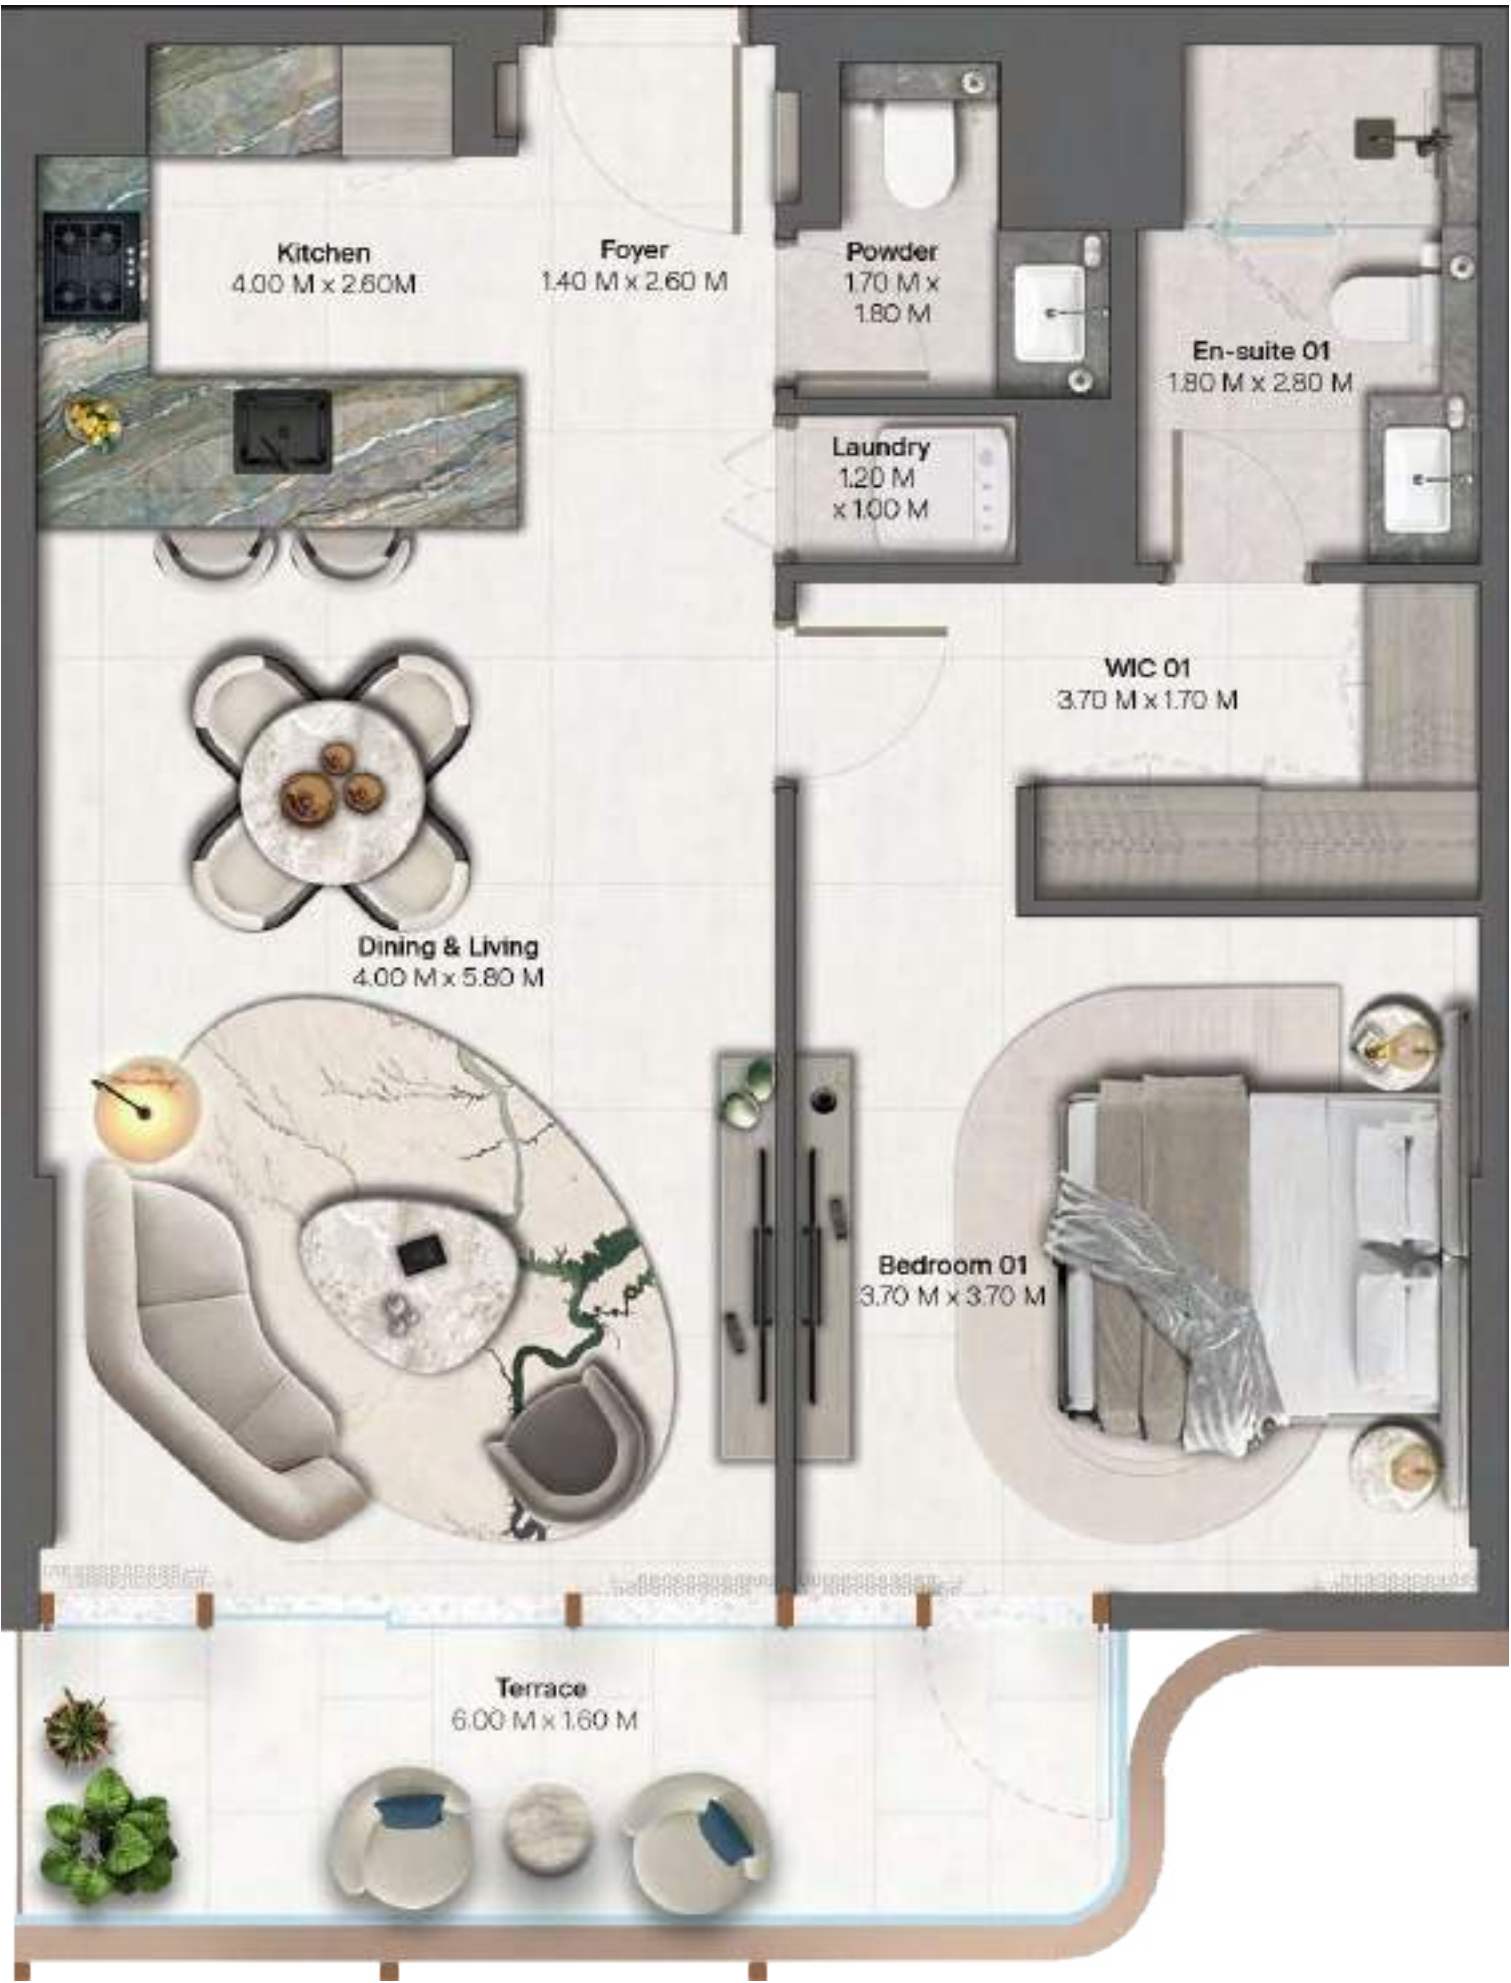 Kitchen
4.00 M x 2.60M
Foyer
1.40 M x 2.60 M
Powder
1.70 M x
1.80 M
En-suite 01
1.80 M x 2.80 M
Laundry
1.20 M
x 1.00 M
WIC 01
3.70 M x 1.70 M
Dining & Living
4.00 M x 5.80 M
Bedroom 01
3.70 M x 3.70 M
Terrace
6.00 M x 1.60 M